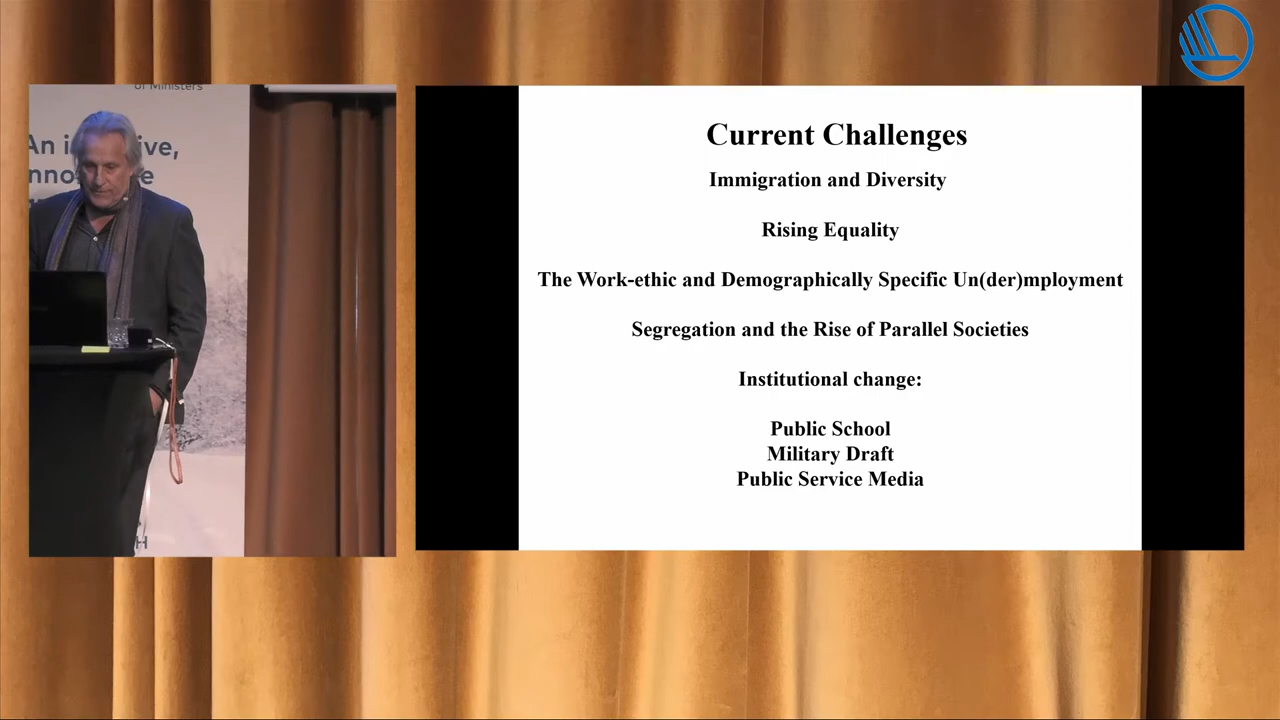 of Ministers
An i ive,
nno e
Current Challenges
Immigration and Diversity
Rising Equality
The Work-ethic and Demographically Specific Un(der)mployment
Segregation and the Rise of Parallel Societies
Institutional change:
Public School
Military Draft
Public Service Media
H